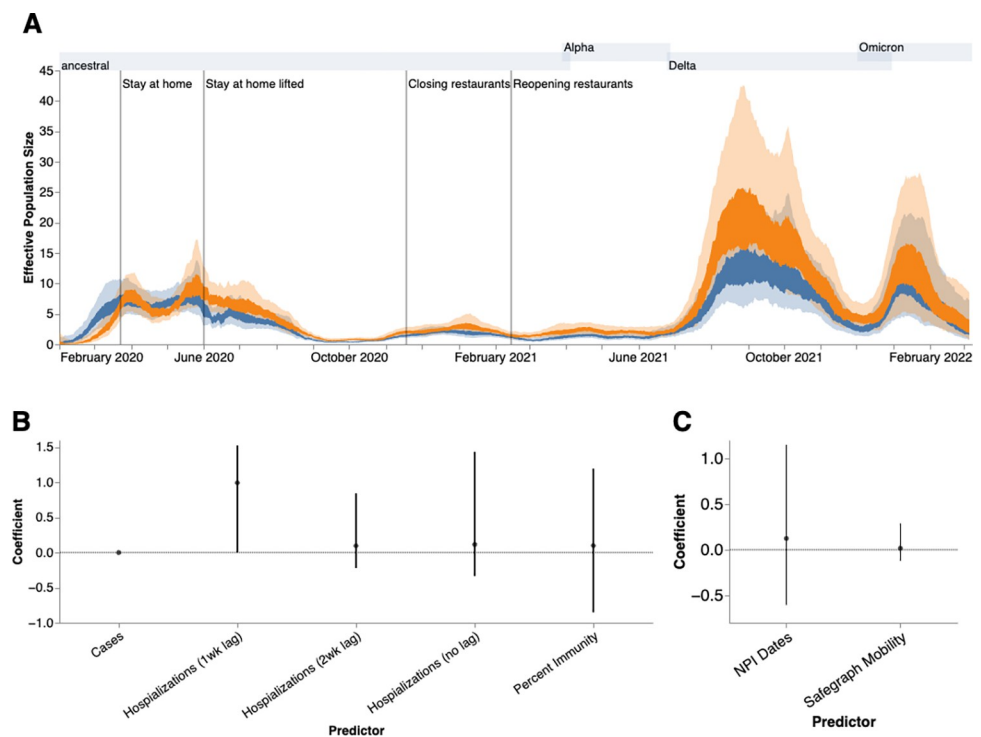 A
Alpha
Omicron
ancestral
Delta
Stay at home
Stay at home lifted
Closing restaurants
Reopening restaurants
45
40
35
30
25
20
15
10
5
0
Effective Population Size
February 2020
June 2020
October 2020
February 2021
June 2021
October 2021
February 2022
B
1.5
1.0
0.5
0.0
−0.5
−1.0
Coefficient
Cases
Hospializations (1wk lag)
Hospializations (2wk lag)
Hospializations (no lag)
Percent Immunity
Predictor
C
1.0
0.5
0.0
−0.5
Coefficient
NPI Dates
Safegraph Mobility
Predictor